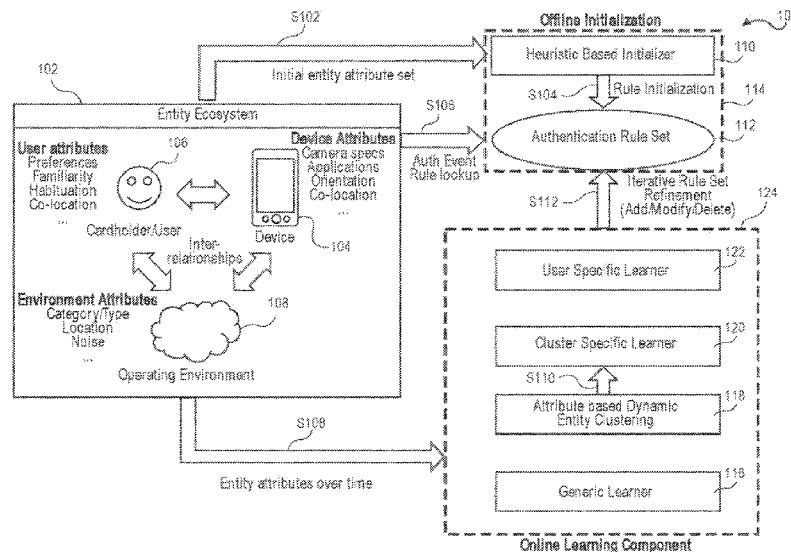 10
Offline Initialization
S102
Heuristic Based Initializer
110
Initial entity attribute set
S104
Rule Initialization
114
102
Entity Ecosystem
S106
112
Authentication Rule Set
User attributes
Preferences
Familiarity
Habituation
Co-location
...
106
Device Attributes
Camera specs
Applications
Orientation
Co-location
...
Auth Event
Rule lookup
Iterative Rule Set
Refinement
(Add/Modify/Delete)
S112
124
Cardholder/User
Device
104
Inter-
relationships
User Specific Learner
122
Environment Attributes
Category/Type
Location
Noise
...
108
Operating Environment
Cluster Specific Learner
120
S110
Attribute based Dynamic
Entity Clustering
118
S108
Entity attributes over time
Generic Learner
116
Online Learning Component